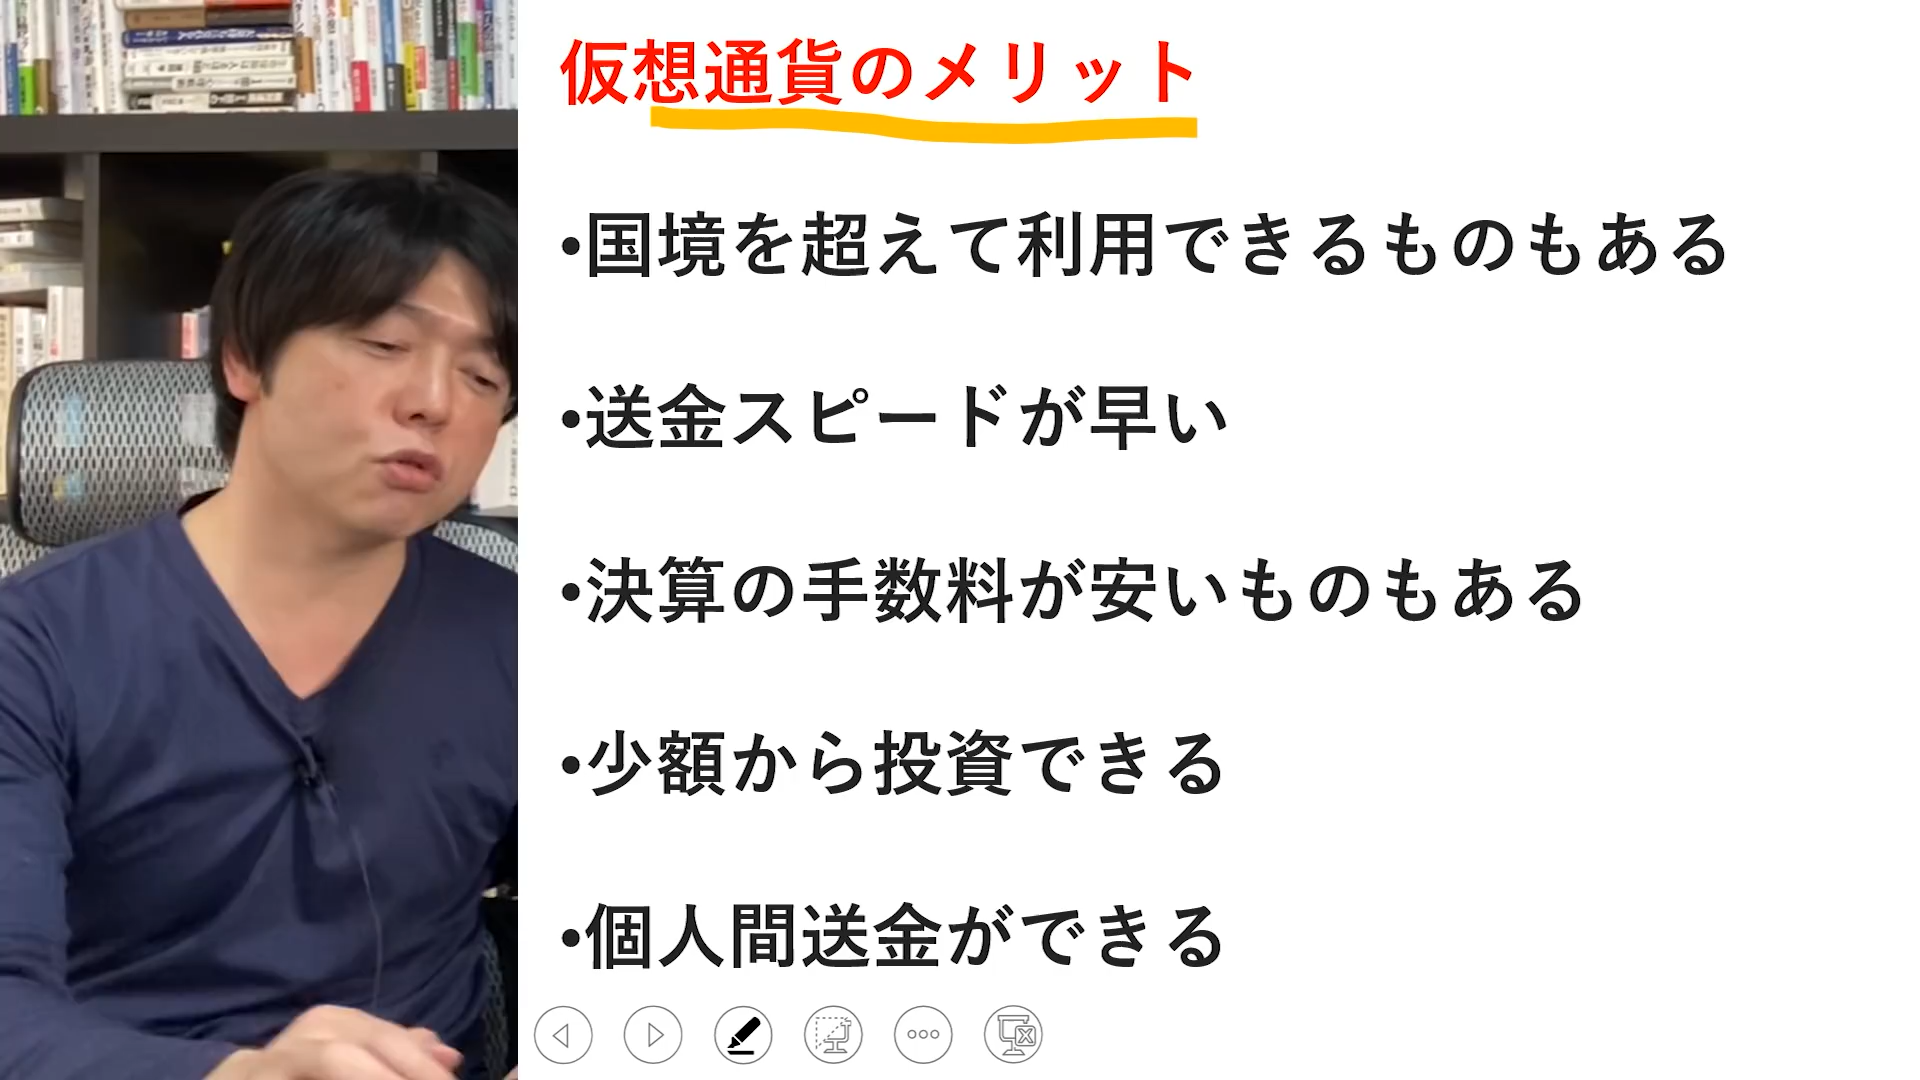 仮想通貨のメリット
•国境を超えて利用できるものもある
•送金スピードが早い
•決算の手数料が安いものもある
•少額から投資できる
•個人間送金ができる